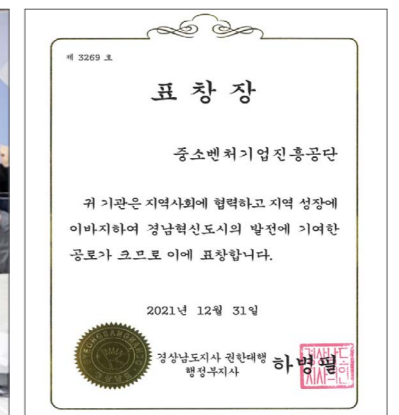 제 3269 호
표 창 장
중소벤처기업진흥공단
귀 기관은 지역사회에 협력하고 지역 성장에
이바지하여 경남혁신도시의 발전에 기여한
공로가 크므로 이에 표창합니다.
2021년 12월 31일
경상남도지사 권한대행
행정부지사
하병필